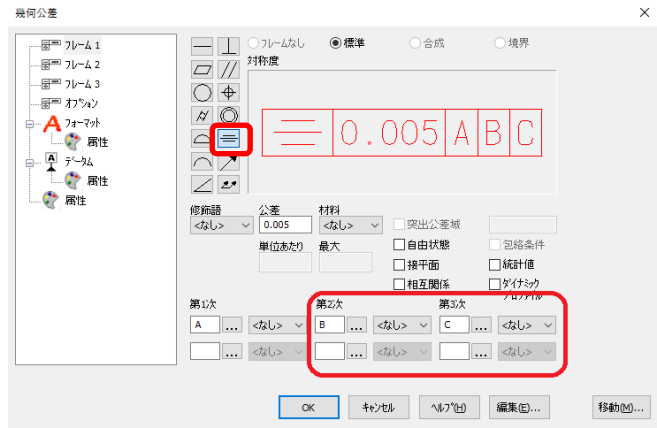 幾何公差
フレーム 1
フレーム 2
フレーム 3
オプション
フォーマット
属性
データム
属性
属性
フレームなし 標準 合成 境界
対称度
0.005 A B C
修飾語 公差 材料
<なし> 0.005 <なし> 突出公差域
単位あたり 最大 自由状態 包絡条件
接平面 統計値
相互関係 ダイナミック
プロファイル
第1次 第2次 第3次
A ... <なし> B ... <なし> C ... <なし>
... <なし> ... <なし> ... <なし>
OK キャンセル ヘルプ(H) 編集(E)... 移動(M)...